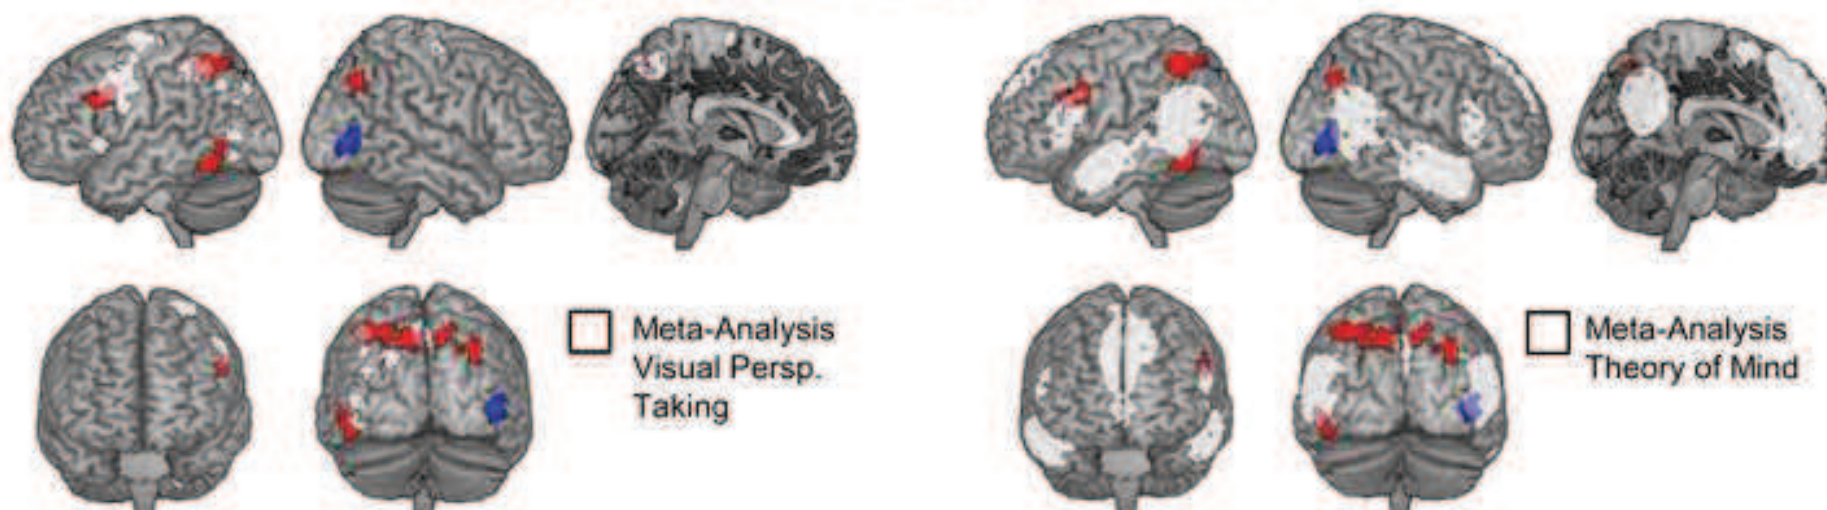 Meta-Analysis
Visual Persp.
Taking
Meta-Analysis
Theory of Mind